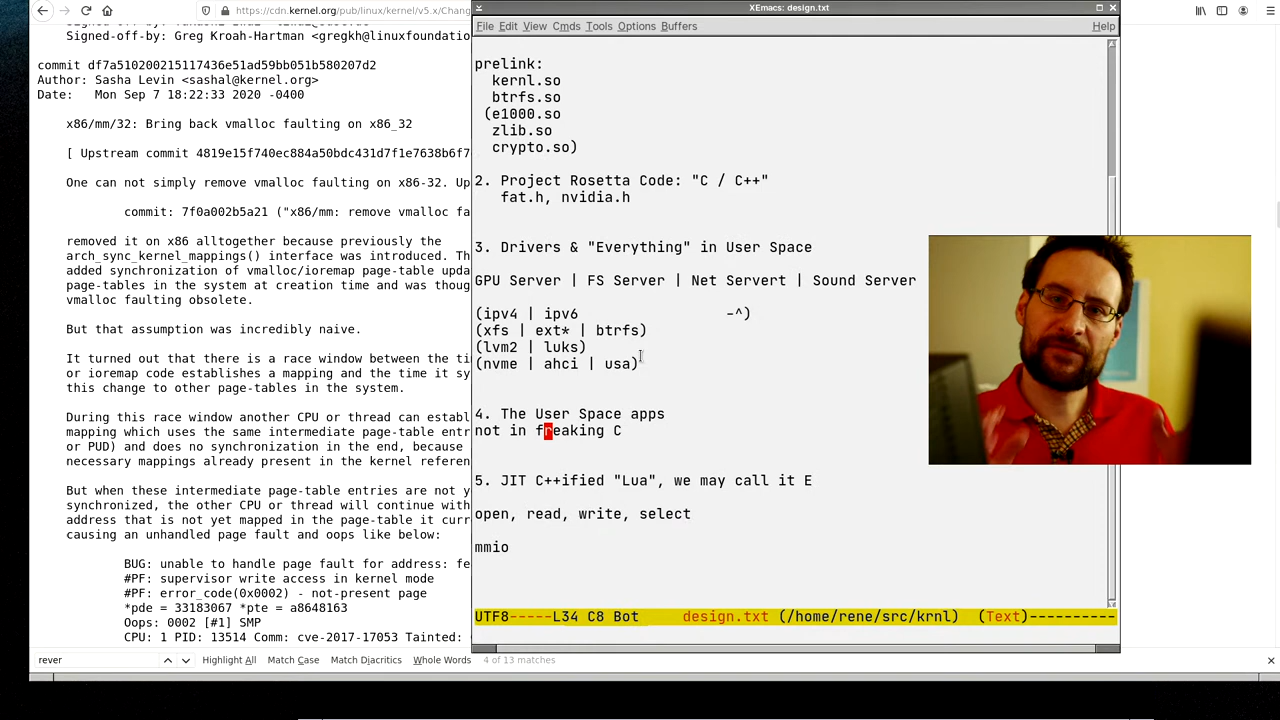 https://cdn.kernel.org/pub/linux/kernel/v5.x/Chang
Signed-off-by: Greg Kroah-Hartman <gregkh@linuxfoundatio
commit df7a510200215117436e51ad59bb051b580207d2
Author: Sasha Levin <sashal@kernel.org>
Date:   Mon Sep 7 18:22:33 2020 -0400
x86/mm/32: Bring back vmalloc faulting on x86_32
[ Upstream commit 4819e15f740ec884a50bdc431d7f1e7638b6f7
One can not simply remove vmalloc faulting on x86-32. Up
commit: 7f0a002b5a21 ("x86/mm: remove vmalloc fa
removed it on x86 alltogether because previously the
arch_sync_kernel_mappings() interface was introduced. Th
added synchronization of vmalloc/ioremap page-table upda
page-tables in the system at creation time and was thoug
vmalloc faulting obsolete.
But that assumption was incredibly naive.
It turned out that there is a race window between the ti
or ioremap code establishes a mapping and the time it sy
this change to other page-tables in the system.
During this race window another CPU or thread can establ
mapping which uses the same intermediate page-table entr
or PUD) and does no synchronization in the end, because
necessary mappings already present in the kernel referen
But when these intermediate page-table entries are not y
synchronized, the other CPU or thread will continue with
address that is not yet mapped in the page-table it curr
causing an unhandled page fault and oops like below:
BUG: unable to handle page fault for address: fe
#PF: supervisor write access in kernel mode
#PF: error_code(0x0002) - not-present page
*pde = 33183067 *pte = a8648163
Oops: 0002 [#1] SMP
CPU: 1 PID: 13514 Comm: cve-2017-17053 Tainted:
rever
Highlight All Match Case Match Diacritics Whole Words 4 of 13 matches
XEmacs: design.txt
File Edit View Cmds Tools Options Buffers Help
prelink:
kernl.so
btrfs.so
(e1000.so
zlib.so
crypto.so)
2. Project Rosetta Code: "C / C++"
fat.h, nvidia.h
3. Drivers & "Everything" in User Space
GPU Server | FS Server | Net Servert | Sound Server
(ipv4 | ipv6                 -^)
(xfs | ext* | btrfs)
(lvm2 | luks)
(nvme | ahci | usa)
4. The User Space apps
not in freaking C
5. JIT C++ified "Lua", we may call it E
open, read, write, select
mmio
UTF8-----L34 C8 Bot     design.txt (/home/rene/src/krnl)  (Text)----------